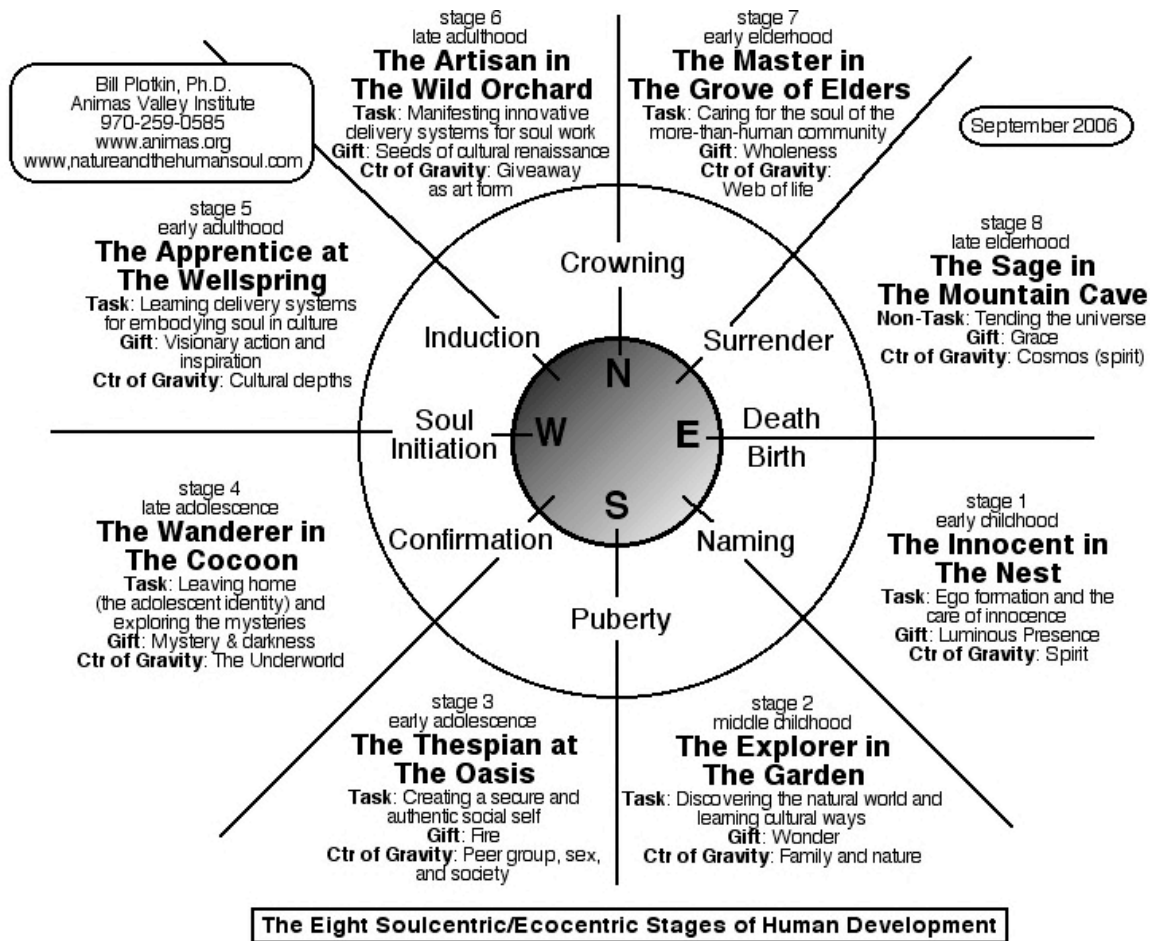 stage 6
late adulthood
The Artisan in
The Wild Orchard
Task: Manifesting innovative
delivery systems for soul work
Gift: Seeds of cultural renaissance
Ctr of Gravity: Giveaway
as art form
stage 7
early elderhood
The Master in
The Grove of Elders
Task: Caring for the soul of the
more-than-human community
Gift: Wholeness
Ctr of Gravity:
Web of life
Bill Plotkin, Ph.D.
Animas Valley Institute
970-259-0585
www.animas.org
www,natureandthehumansoul.com
September 2006
stage 5
early adulthood
The Apprentice at
The Wellspring
Task: Learning delivery systems
for embodying soul in culture
Gift: Visionary action and
inspiration
Ctr of Gravity: Cultural depths
stage 8
late elderhood
The Sage in
The Mountain Cave
Non-Task: Tending the universe
Gift: Grace
Ctr of Gravity: Cosmos (spirit)
Crowning
Induction
Surrender
N
Soul
Initiation
W
E
Death
Birth
S
Confirmation
Naming
Puberty
stage 4
late adolescence
The Wanderer in
The Cocoon
Task: Leaving home
(the adolescent identity) and
exploring the mysteries
Gift: Mystery & darkness
Ctr of Gravity: The Underworld
stage 1
early childhood
The Innocent in
The Nest
Task: Ego formation and the
care of innocence
Gift: Luminous Presence
Ctr of Gravity: Spirit
stage 3
early adolescence
The Thespian at
The Oasis
Task: Creating a secure and
authentic social self
Gift: Fire
Ctr of Gravity: Peer group, sex,
and society
stage 2
middle childhood
The Explorer in
The Garden
Task: Discovering the natural world and
learning cultural ways
Gift: Wonder
Ctr of Gravity: Family and nature
The Eight Soulcentric/Ecocentric Stages of Human Development